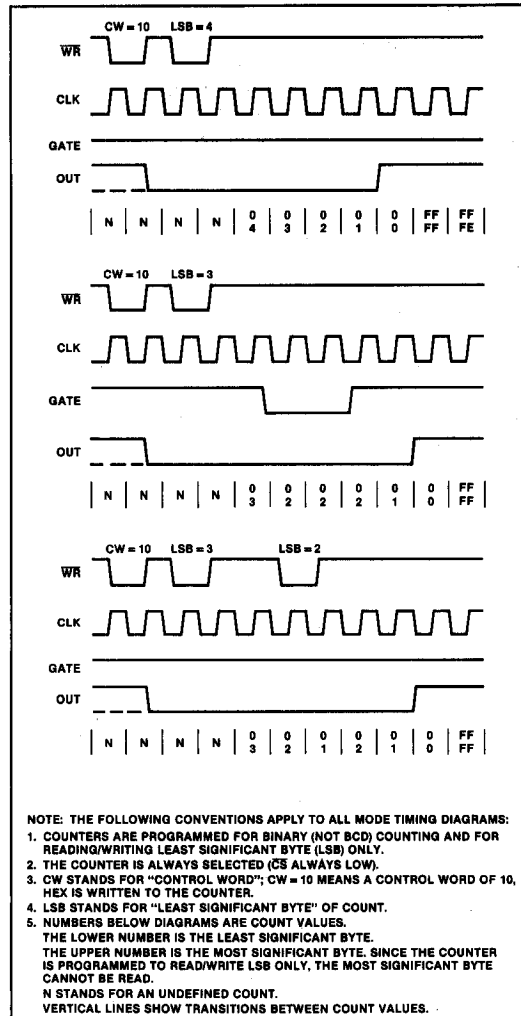 CW = 10 LSB = 4
WR
CLK
GATE
OUT
N N N N 0 0 0 0 0 FF FF
4 3 2 1 0 FF FE
CW = 10 LSB = 3
WR
CLK
GATE
OUT
N N N N 0 0 0 0 0 0 FF
3 2 2 2 1 0 FF
CW = 10 LSB = 3 LSB = 2
WR
CLK
GATE
OUT
N N N N 0 0 0 0 0 0 FF
3 2 1 2 1 0 FF
NOTE: THE FOLLOWING CONVENTIONS APPLY TO ALL MODE TIMING DIAGRAMS:
1. COUNTERS ARE PROGRAMMED FOR BINARY (NOT BCD) COUNTING AND FOR
READING/WRITING LEAST SIGNIFICANT BYTE (LSB) ONLY.
2. THE COUNTER IS ALWAYS SELECTED (CS ALWAYS LOW).
3. CW STANDS FOR "CONTROL WORD"; CW = 10 MEANS A CONTROL WORD OF 10,
HEX IS WRITTEN TO THE COUNTER.
4. LSB STANDS FOR "LEAST SIGNIFICANT BYTE" OF COUNT.
5. NUMBERS BELOW DIAGRAMS ARE COUNT VALUES.
THE LOWER NUMBER IS THE LEAST SIGNIFICANT BYTE.
THE UPPER NUMBER IS THE MOST SIGNIFICANT BYTE. SINCE THE COUNTER
IS PROGRAMMED TO READ/WRITE LSB ONLY, THE MOST SIGNIFICANT BYTE
CANNOT BE READ.
N STANDS FOR AN UNDEFINED COUNT.
VERTICAL LINES SHOW TRANSITIONS BETWEEN COUNT VALUES.